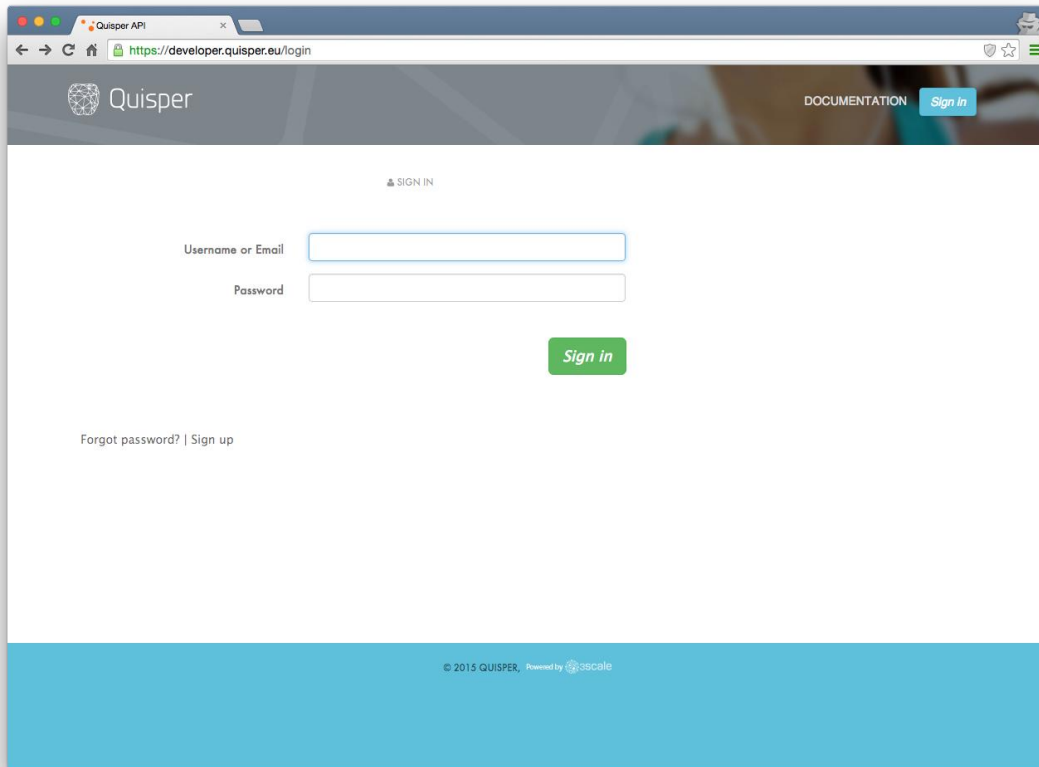 Quisper API
https://developer.quisper.eu/login
Quisper
DOCUMENTATION
Sign in
SIGN IN
Username or Email
Password
Sign in
Forgot password? | Sign up
© 2015 QUISPER, Powered by 3scale